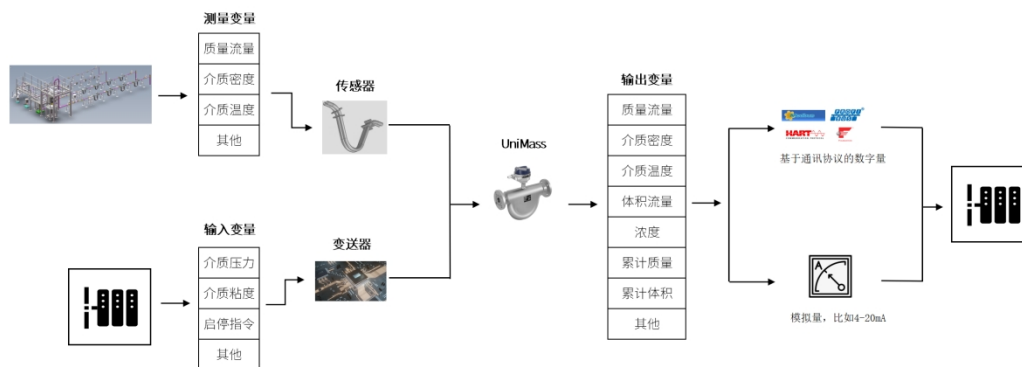 测量变量
质量流量
介质密度
介质温度
其他
传感器
输入变量
介质压力
介质粘度
启停指令
其他
变送器
UniMass
输出变量
质量流量
介质密度
介质温度
体积流量
浓度
累计质量
累计体积
其他
HART
基于通讯协议的数字量
A
模拟量，比如4-20mA